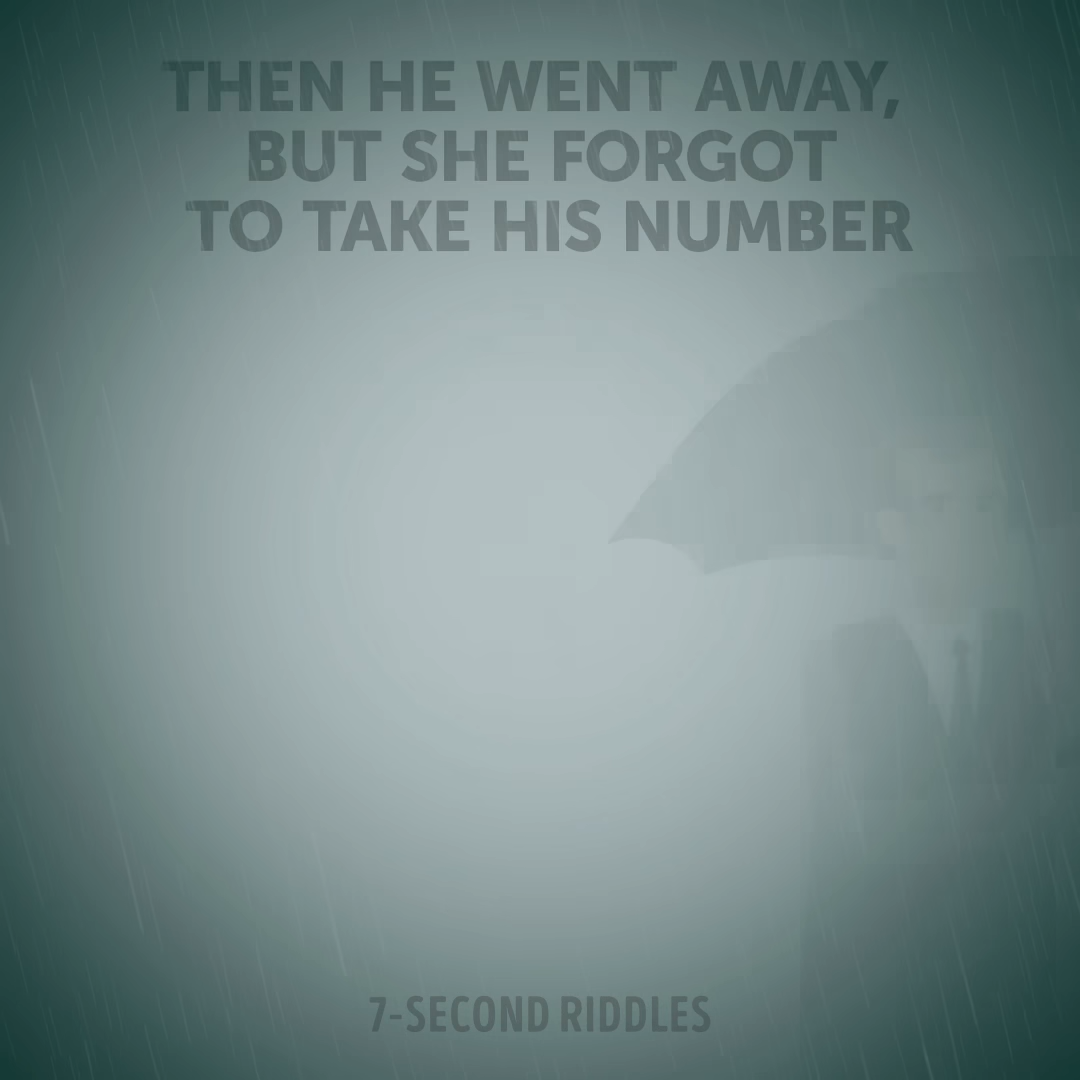 THEN HE WENT AWAY,
BUT SHE FORGOT
TO TAKE HIS NUMBER
7-SECOND RIDDLES